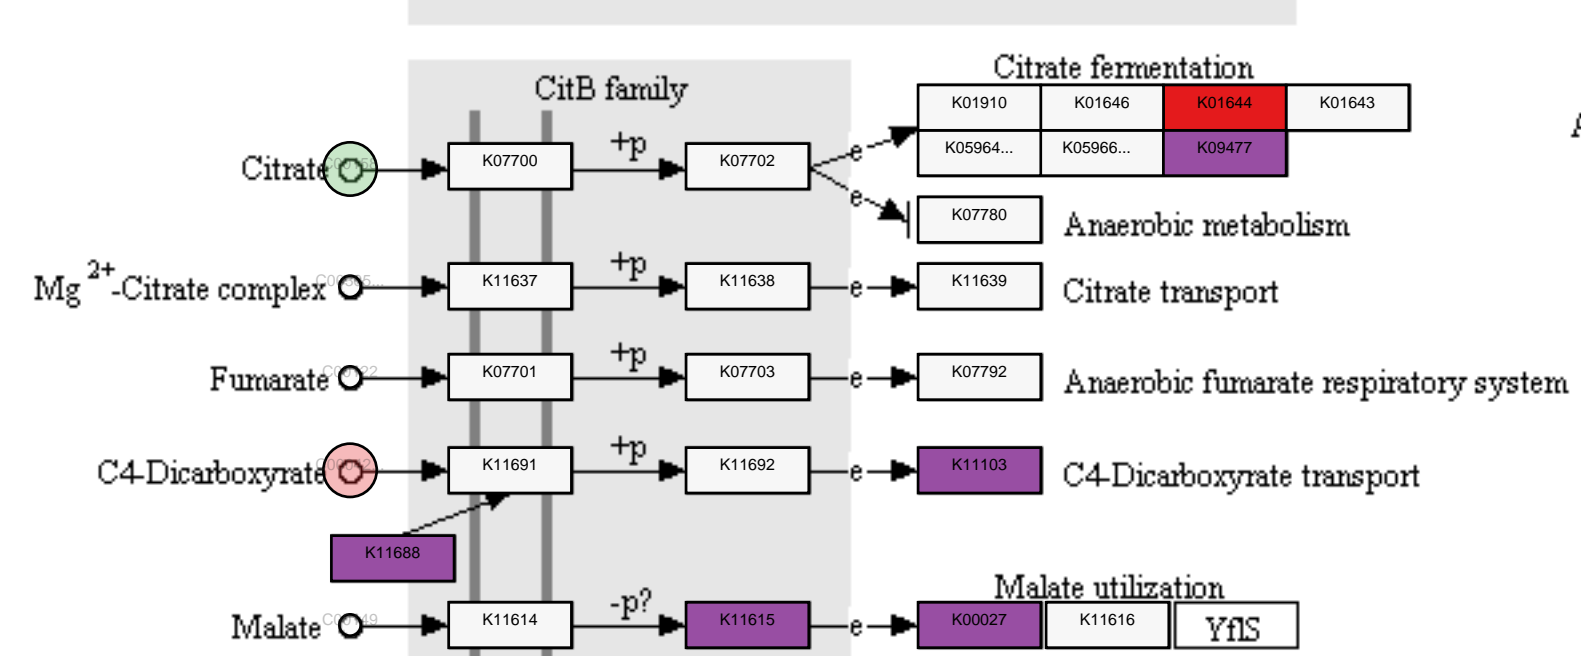 CitB family
Citrate fermentation
K01910 K01646 K01644 K01643
K05964... K05966... K09477
Citrate K07700 +p K07702 e e
K07780 Anaerobic metabolism
Mg 2+-Citrate complex K11637 +p K11638 e K11639 Citrate transport
Fumarate K07701 +p K07703 e K07792 Anaerobic fumarate respiratory system
C4-Dicarboxyrate K11691 +p K11692 e K11103 C4-Dicarboxyrate transport
K11688
Malate utilization
Malate K11614 -p? K11615 e K00027 K11616 YflS